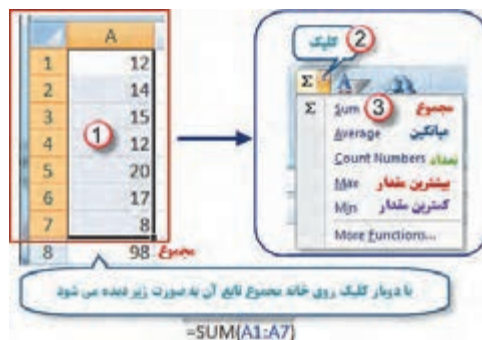 A
1 12
2 14
3 15
4 12
5 20
6 17
7 8
8 98 مجموع
1
2 کلیک
Σ
3
Σ Sum مجموع
Average میانگین
Count Numbers تعداد
Max بیشترین مقدار
Min کمترین مقدار
More Functions...
با دوبار کلیک روی خانه مجموع تابع آن به صورت زیر دیده می شود
=SUM(A1:A7)